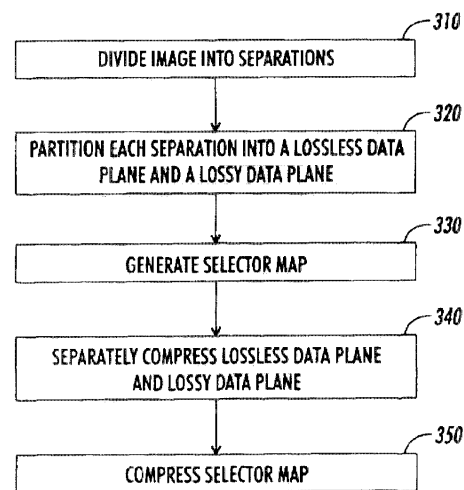 310
DIVIDE IMAGE INTO SEPARATIONS
320
PARTITION EACH SEPARATION INTO A LOSSLESS DATA
PLANE AND A LOSSY DATA PLANE
330
GENERATE SELECTOR MAP
340
SEPARATELY COMPRESS LOSSLESS DATA PLANE
AND LOSSY DATA PLANE
350
COMPRESS SELECTOR MAP